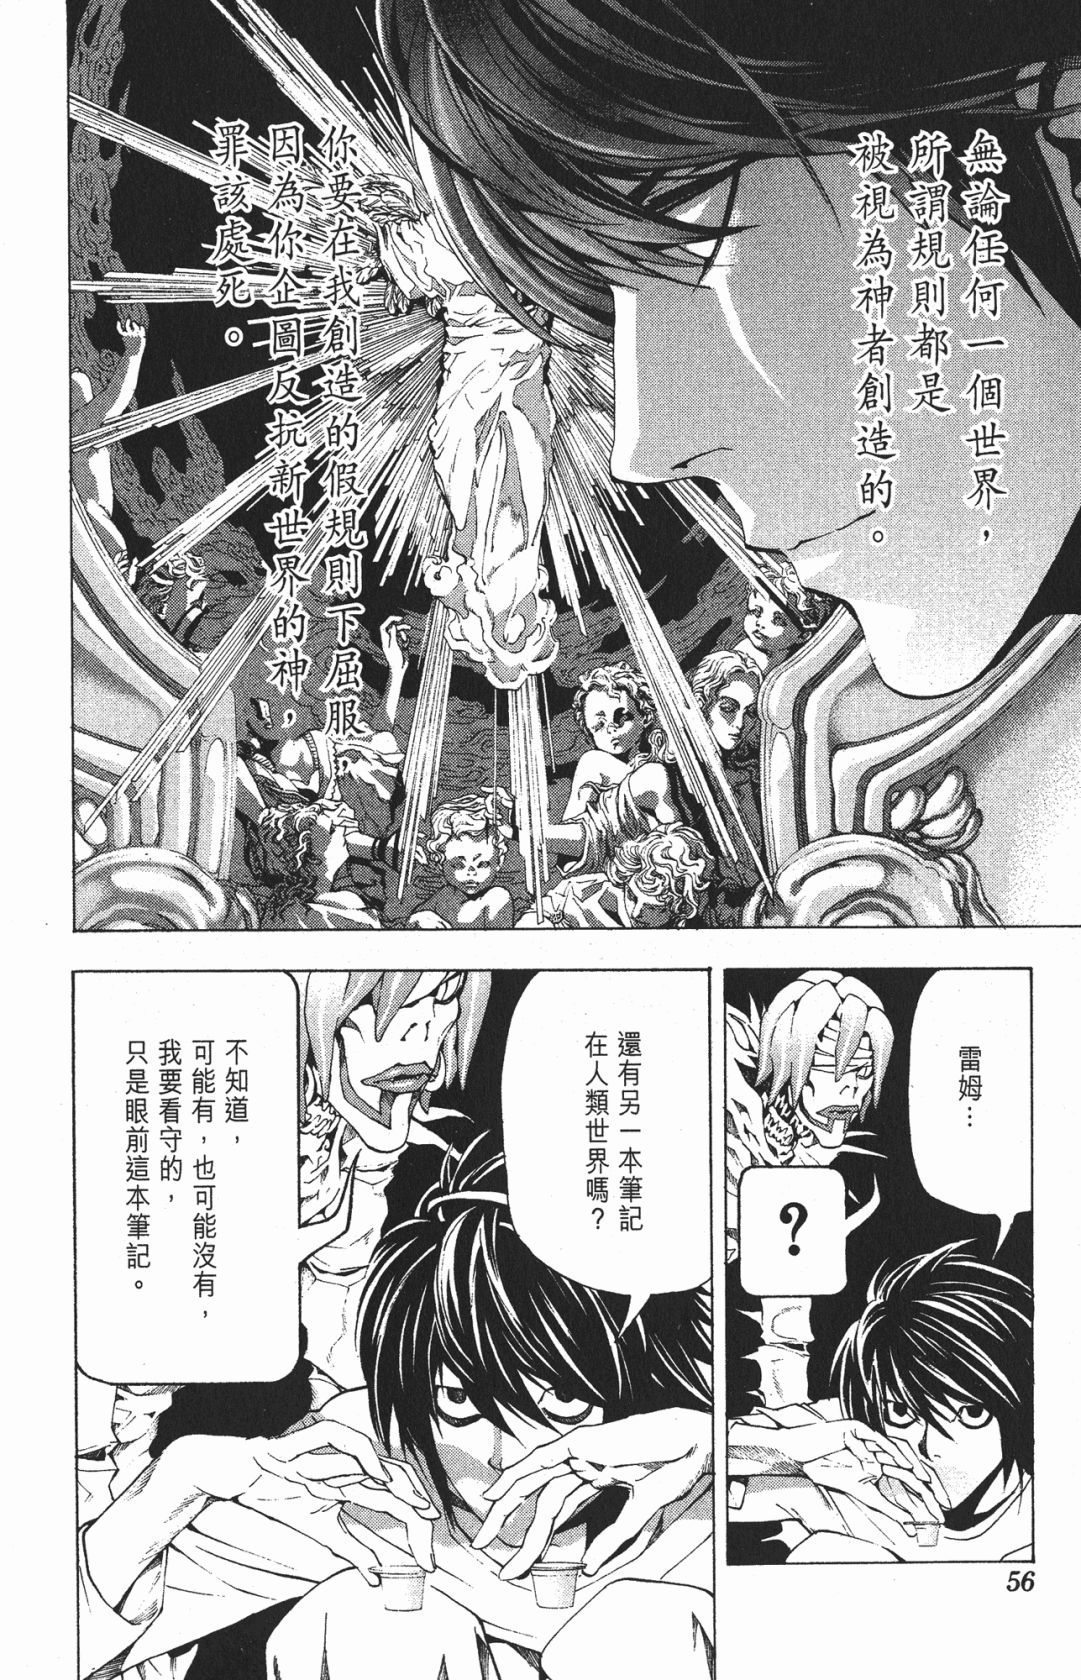 無論任何一個世界，
所謂規則都是
被視為神者創造的。
你要在我創造的假規則下屈服，
因為你企圖反抗新世界的神，
罪該處死。
雷姆…
？
還有另一本筆記
在人類世界嗎？
不知道，
可能有，也可能沒有，
我要看守的，
只是眼前這本筆記。
56